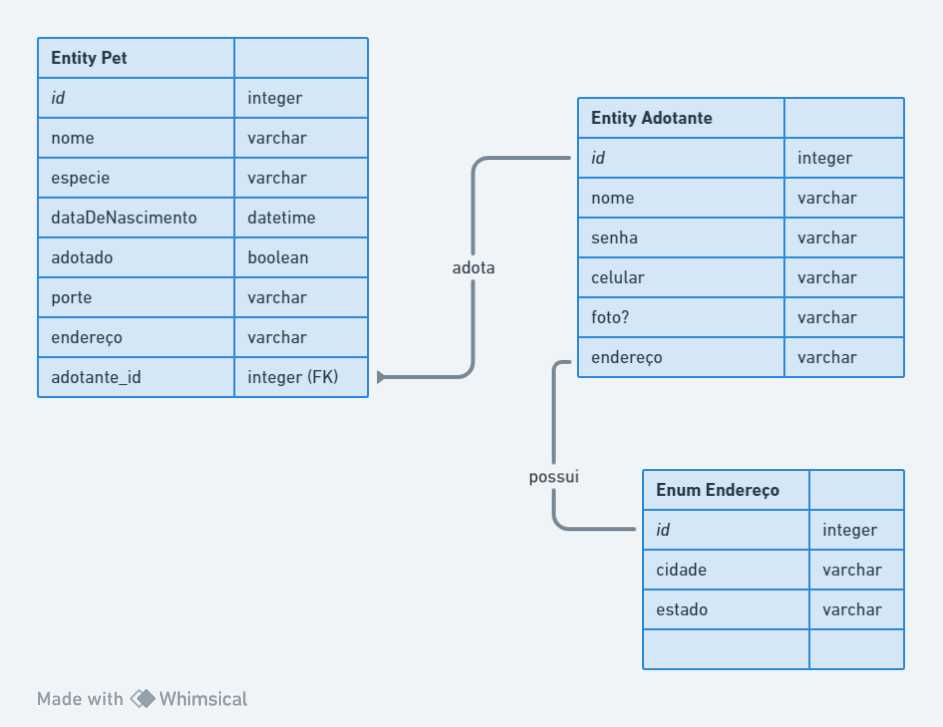 Entity Pet
id integer
nome varchar
especie varchar
dataDeNascimento datetime
adotado boolean
porte varchar
endereço varchar
adotante_id integer (FK)
adota
Entity Adotante
id integer
nome varchar
senha varchar
celular varchar
foto? varchar
endereço varchar
possui
Enum Endereço
id integer
cidade varchar
estado varchar
Made with Whimsical